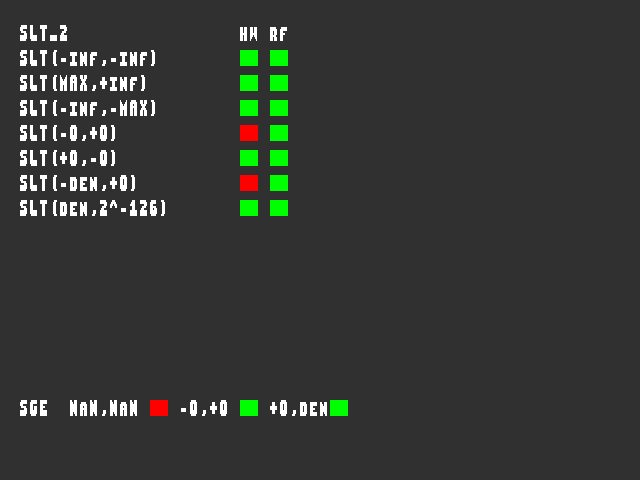 SLT_2 HW RF
SLT(-INF,-INF)
SLT(MAX,+INF)
SLT(-INF,-MAX)
SLT(-0,+0)
SLT(+0,-0)
SLT(-DEN,+0)
SLT(DEN,2^-126)
SGE NAN,NAN -0,+0 +0,DEN